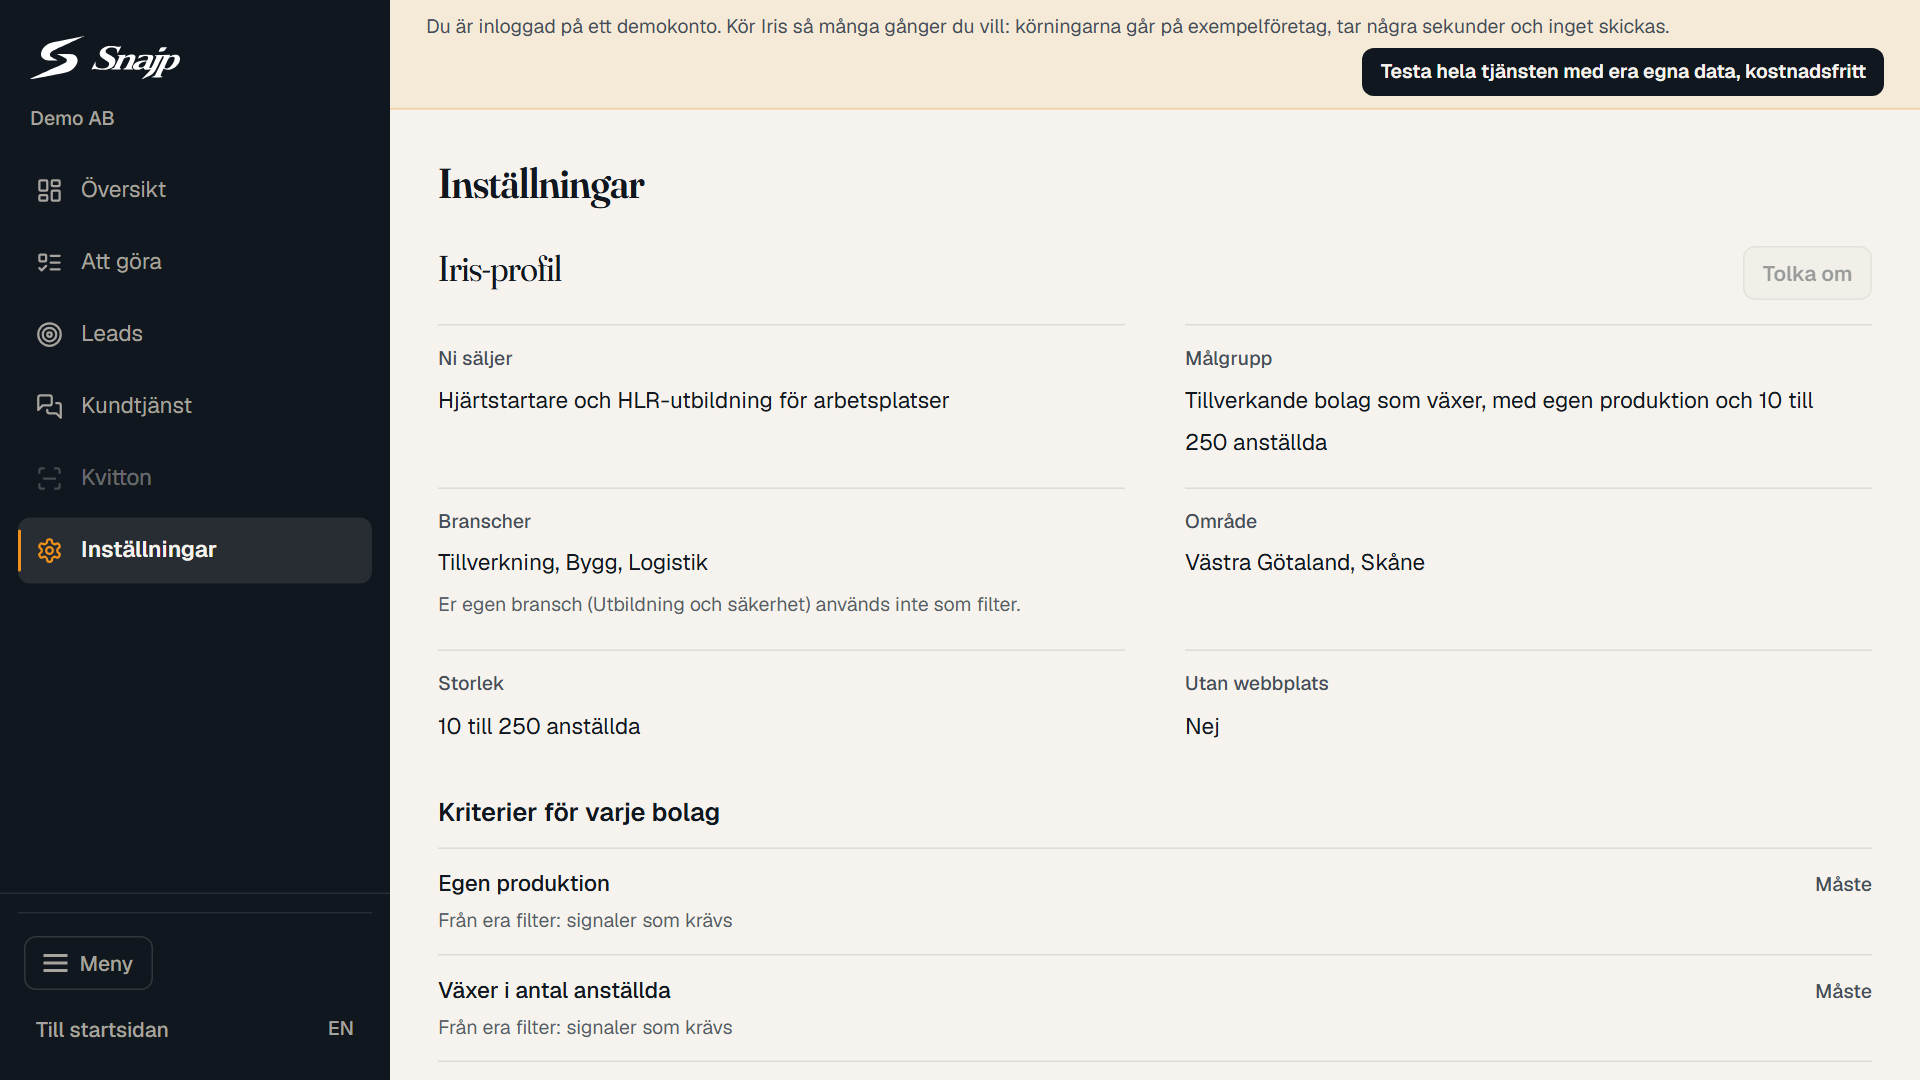 Snajp
Demo AB
Översikt
Att göra
Leads
Kundtjänst
Kvitton
Inställningar
Meny
Till startsidan
EN
Du är inloggad på ett demokonto. Kör Iris så många gånger du vill: körningarna går på exempelföretag, tar några sekunder och inget skickas.
Testa hela tjänsten med era egna data, kostnadsfritt
Inställningar
Iris-profil
Tolka om
Ni säljer
Hjärtstartare och HLR-utbildning för arbetsplatser
Målgrupp
Tillverkande bolag som växer, med egen produktion och 10 till
250 anställda
Branscher
Tillverkning, Bygg, Logistik
Er egen bransch (Utbildning och säkerhet) används inte som filter.
Område
Västra Götaland, Skåne
Storlek
10 till 250 anställda
Utan webbplats
Nej
Kriterier för varje bolag
Egen produktion
Måste
Från era filter: signaler som krävs
Växer i antal anställda
Måste
Från era filter: signaler som krävs